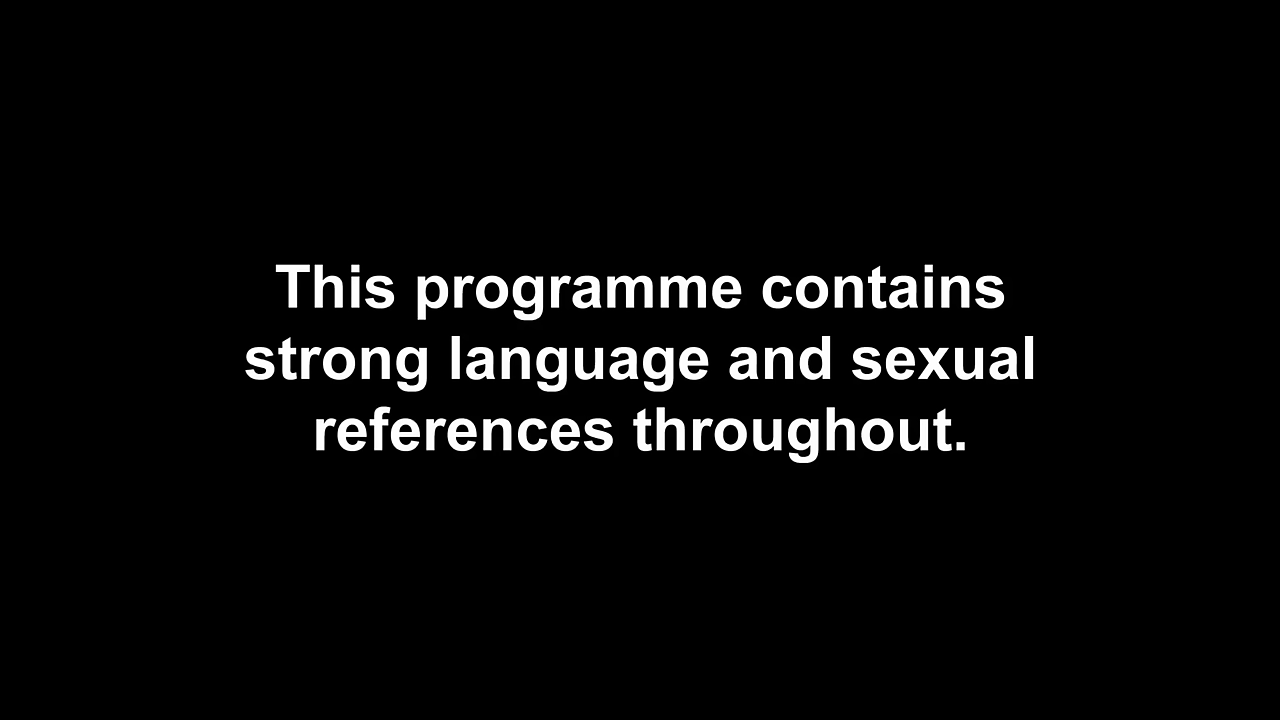 This programme contains
strong language and sexual
references throughout.